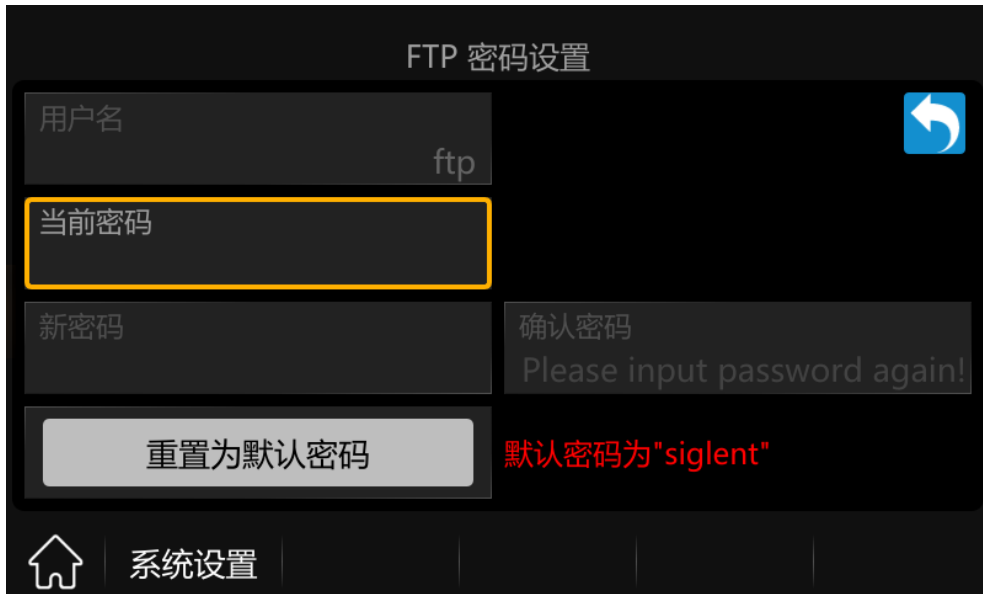 FTP 密码设置
用户名
ftp
当前密码
新密码
确认密码
Please input password again!
重置为默认密码
默认密码为"siglent"
系统设置